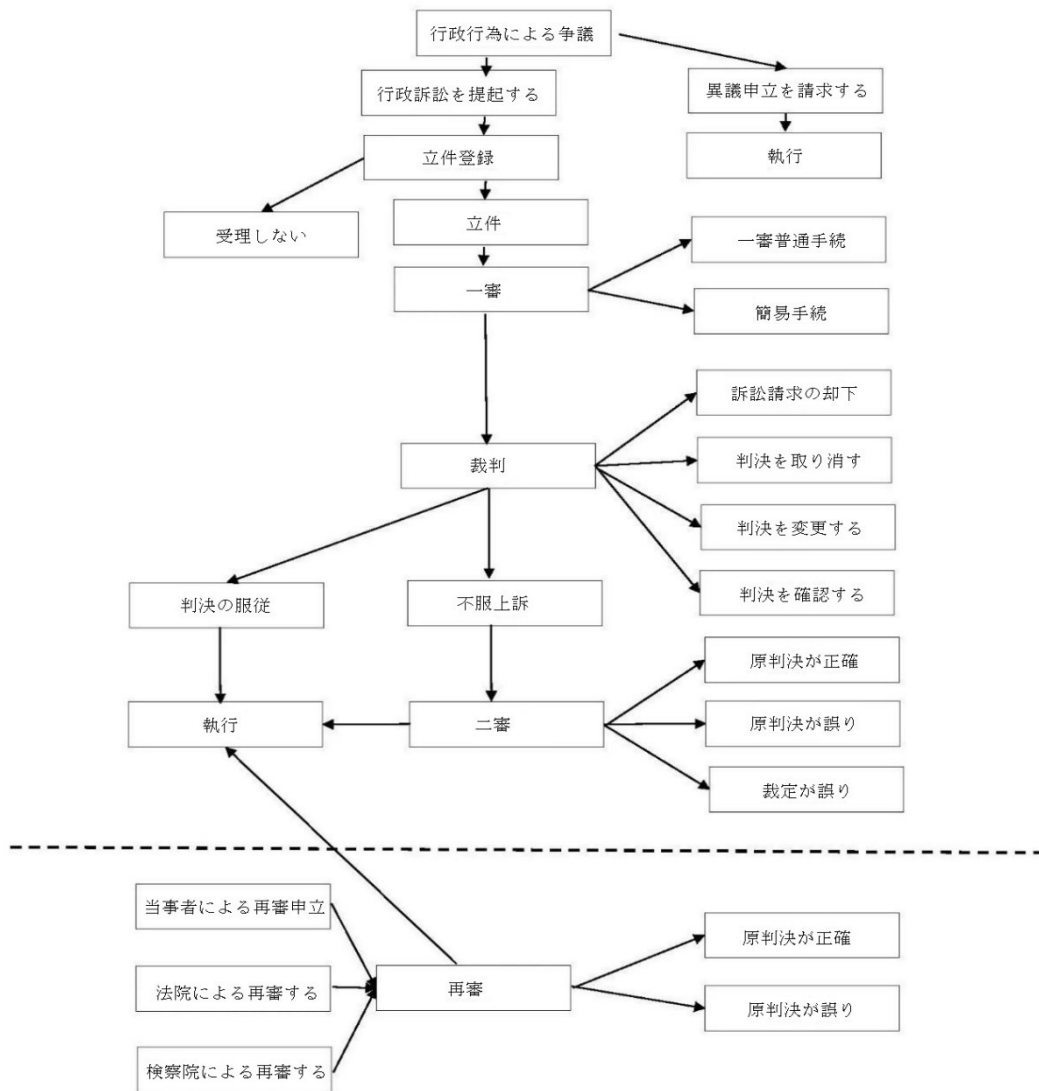 行政行為による争議
行政訴訟を提起する
異議申立を請求する
立件登録
執行
受理しない
立件
一審普通手続
一審
簡易手続
訴訟請求の却下
裁判
判決を取り消す
判決を変更する
判決の服従
不服上訴
判決を確認する
原判決が正確
執行
二審
原判決が誤り
裁定が誤り
当事者による再審申立
原判決が正確
法院による再審する
再審
原判決が誤り
検察院による再審する